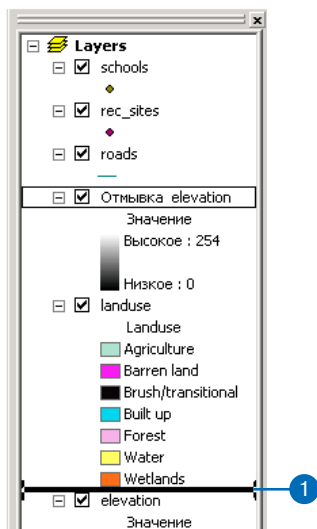 Layers
schools
rec_sites
roads
Отмывка elevation
Значение
Высокое : 254
Низкое : 0
landuse
Landuse
Agriculture
Barren land
Brush/transitional
Built up
Forest
Water
Wetlands
1
elevation
Значение